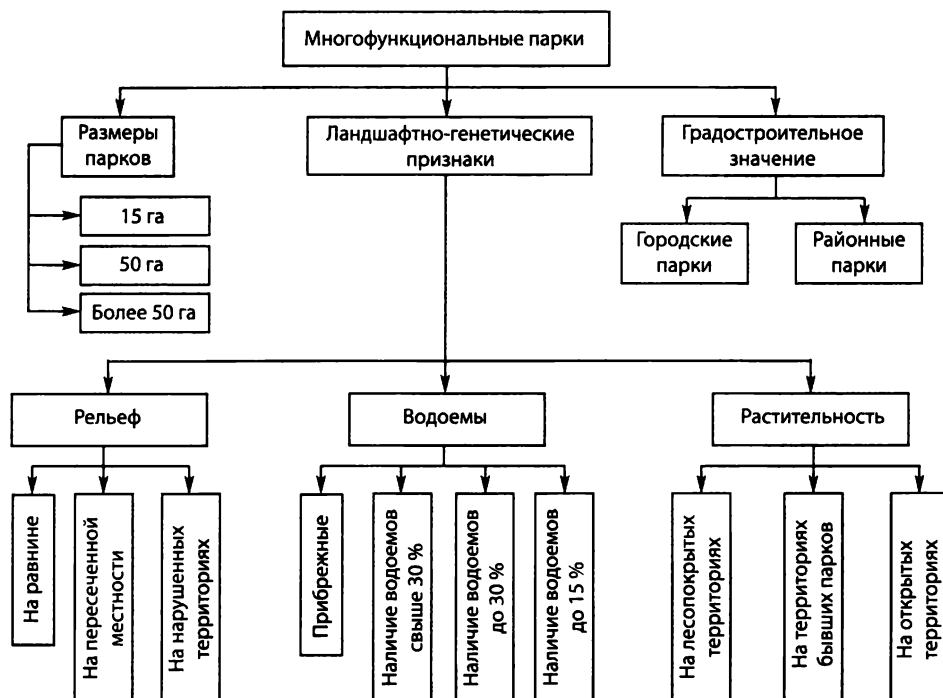 Многофункциональные парки
Размеры
парков
Ландшафтно-генетические
признаки
Градостроительное
значение
15 га
50 га
Более 50 га
Городские
парки
Районные
парки
Рельеф
Водоемы
Растительность
На равнине
На пересеченной
местности
На нарушенных
территориях
Прибрежные
Наличие водоемов
свыше 30 %
Наличие водоемов
до 30 %
Наличие водоемов
до 15 %
На лесопокрытых
территориях
На территориях
бывших парков
На открытых
территориях